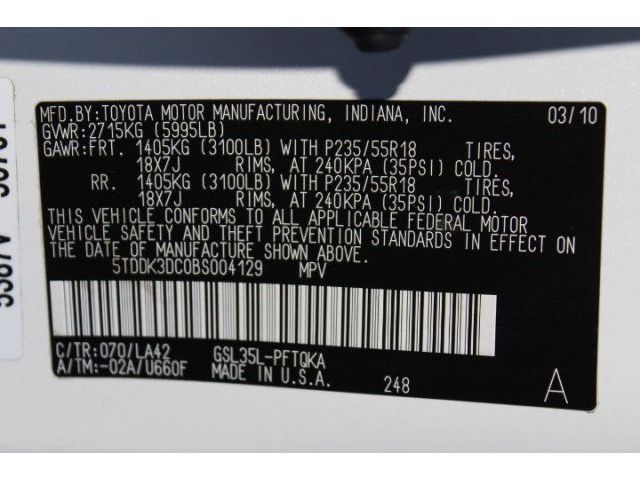 MFD.BY:TOYOTA MOTOR MANUFACTURING, INDIANA, INC. 03/10
GVWR:2715KG (5995LB)
GAWR:FRT. 1405KG (3100LB) WITH P235/55R18 TIRES,
18X7J RIMS, AT 240KPA (35PSI) COLD.
RR. 1405KG (3100LB) WITH P235/55R18 TIRES,
18X7J RIMS, AT 240KPA (35PSI) COLD.
THIS VEHICLE CONFORMS TO ALL APPLICABLE FEDERAL MOTOR
VEHICLE SAFETY AND THEFT PREVENTION STANDARDS IN EFFECT ON
THE DATE OF MANUFACTURE SHOWN ABOVE.
5TDDK3DC0BS004129 MPV
C/TR:070/LA42 GSL35L-PFTQKA
A/TM:-02A/U660F MADE IN U.S.A.
248 A